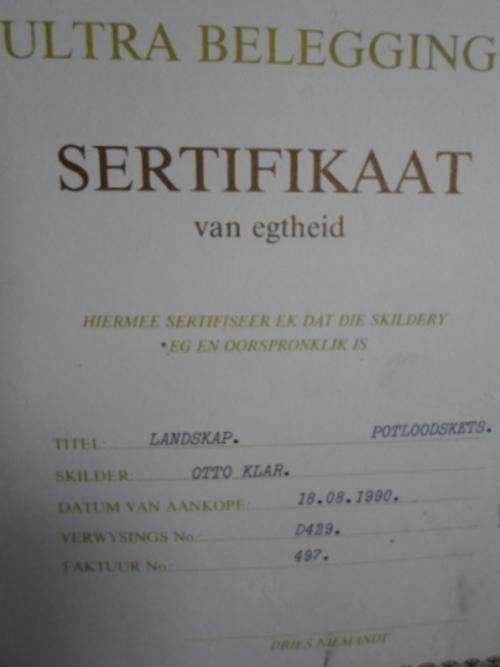 ULTRA BELEGGING
SERTIFIKAAT
van egtheid
HIERMEE SERTIFISEER EK DAT DIE SKILDERY
EG EN OORSPRONKLIK IS
TITEL: LANDSKAP. POTLOODSKETS.
SKILDER: OTTO KLAR.
DATUM VAN AANKOPE: 18.08.1990.
VERWYSINGS No.: D429.
FAKTUUR No.: 497.
DRIES NIEMANDT